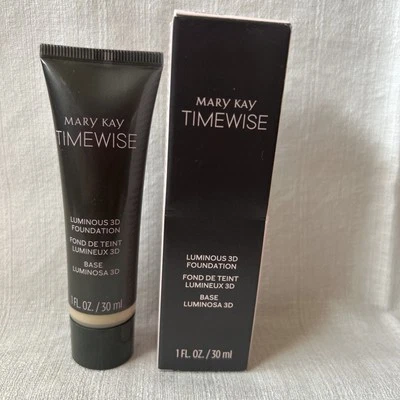 MARY KAY
TIMEWISE
LUMINOUS 3D
FOUNDATION
FOND DE TEINT
LUMINEUX 3D
BASE
LUMINOSA 3D
1 FL. OZ. / 30 ml
MARY KAY
TIMEWISE
LUMINOUS 3D
FOUNDATION
FOND DE TEINT
LUMINEUX 3D
BASE
LUMINOSA 3D
1 FL. OZ. / 30 ml